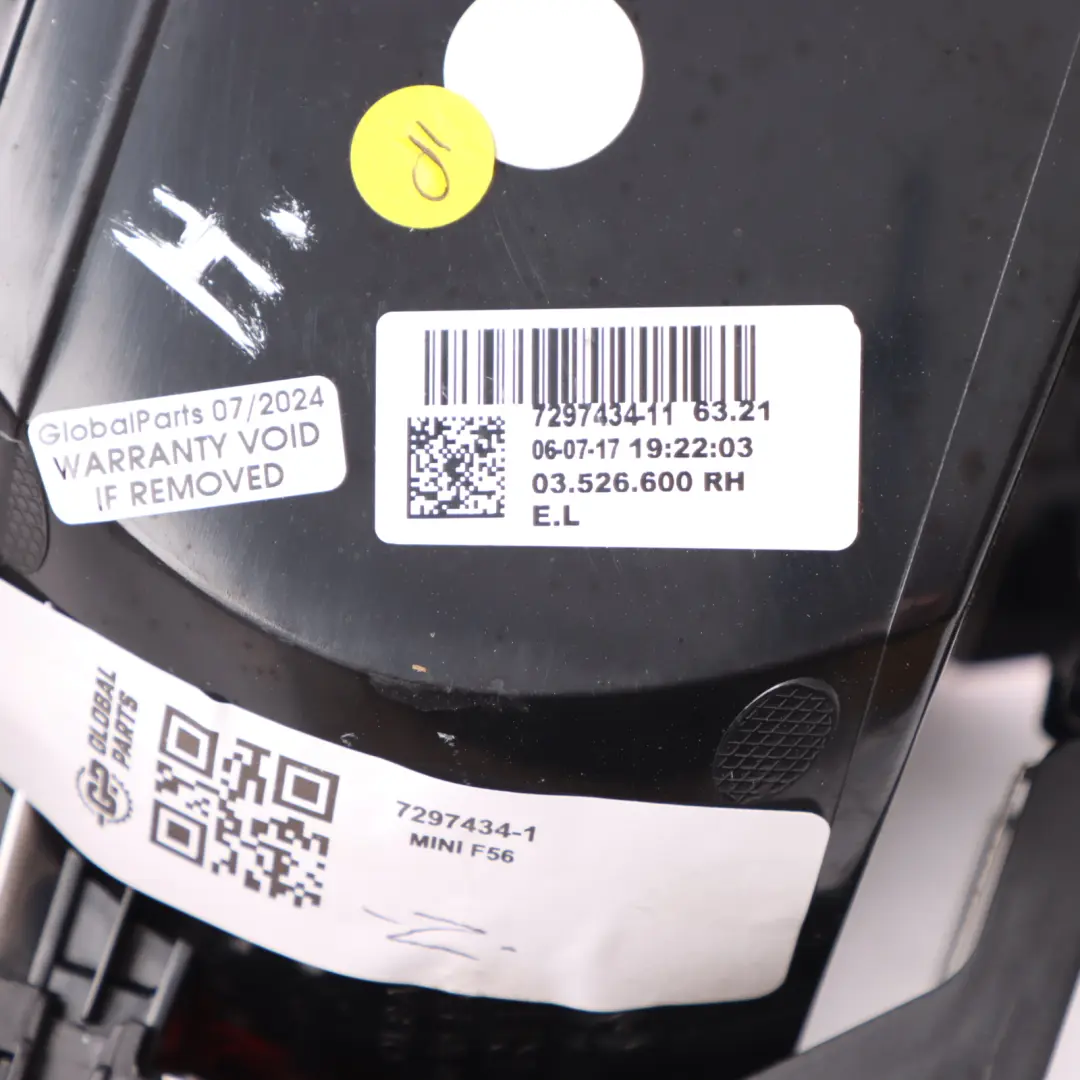 H.
GlobalParts 07/2024
WARRANTY VOID
IF REMOVED
7297434-11 63.21
06-07-17 19:22:03
03.526.600 RH
E.L
GLOBAL
PARTS
7297434-1
MINI F56